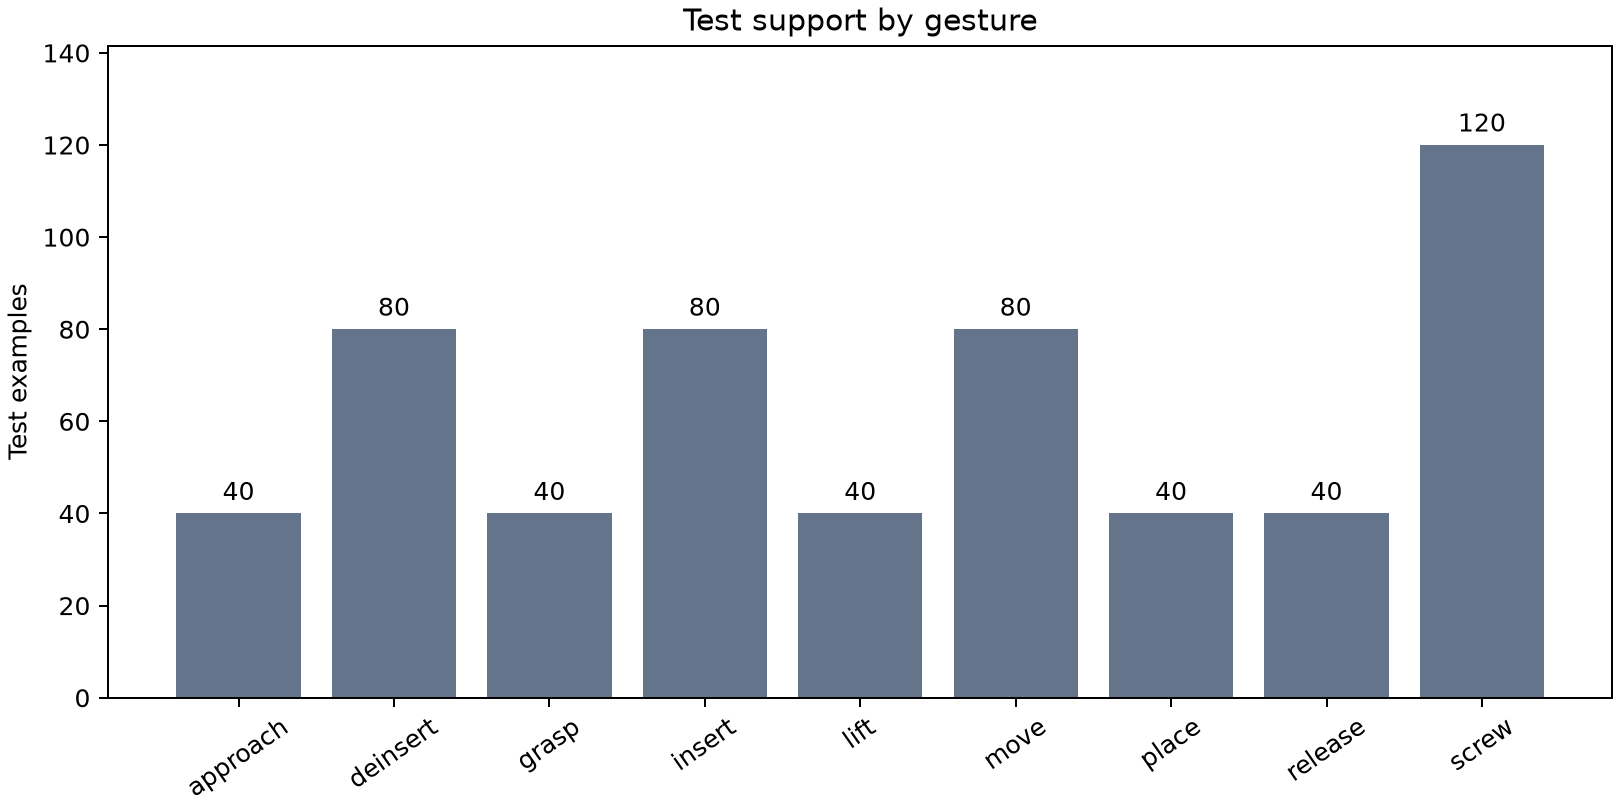 Test support by gesture
Test examples
140
120
100
80
60
40
20
0
40
80
40
80
40
80
40
40
120
approach
deinsert
grasp
insert
lift
move
place
release
screw